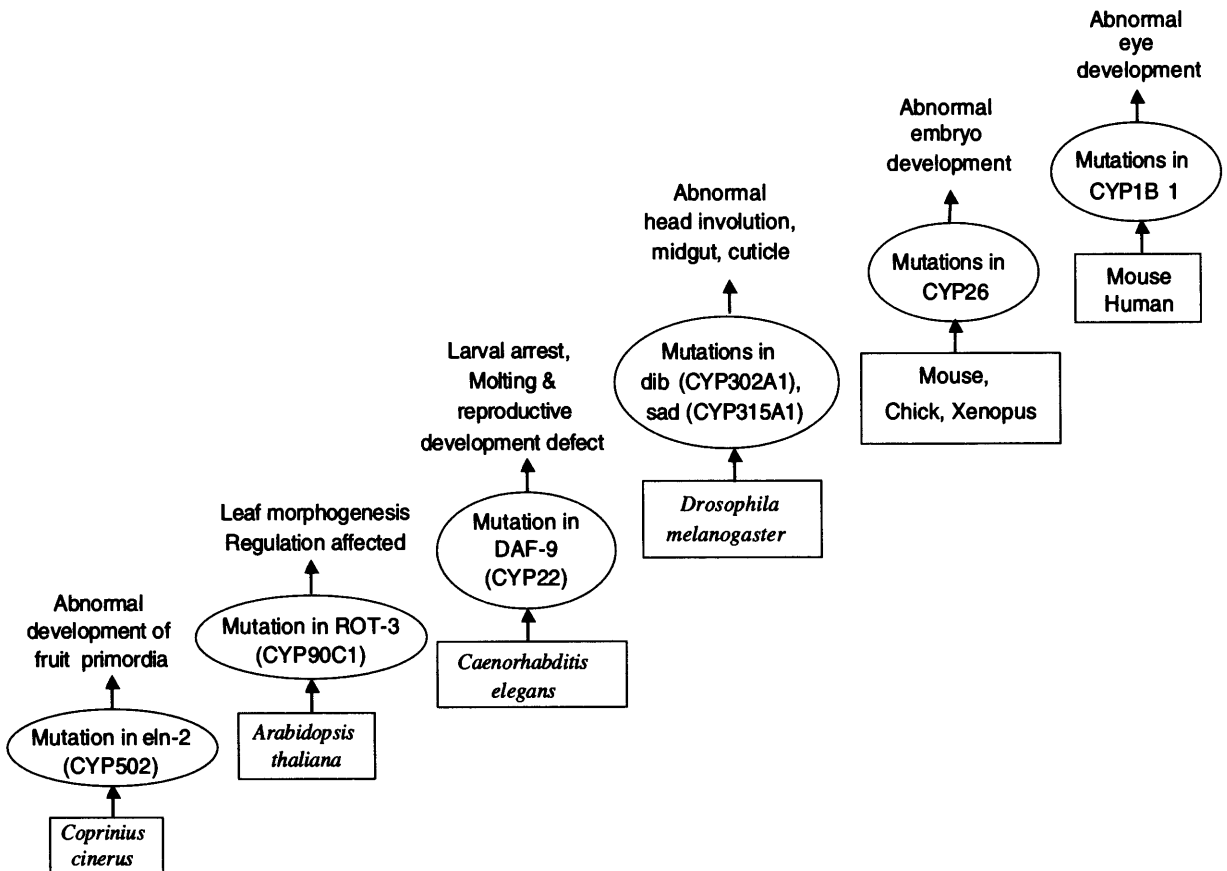 Abnormal
eye
development
Mutations in
CYP1B 1
Mouse
Human
Abnormal
embryo
development
Mutations in
CYP26
Mouse,
Chick, Xenopus
Abnormal
head involution,
midgut, cuticle
Mutations in
dib (CYP302A1),
sad (CYP315A1)
Drosophila
melanogaster
Larval arrest,
Molting &
reproductive
development defect
Mutation in
DAF-9
(CYP22)
Caenorhabditis
elegans
Leaf morphogenesis
Regulation affected
Mutation in ROT-3
(CYP90C1)
Arabidopsis
thaliana
Abnormal
development of
fruit primordia
Mutation in eln-2
(CYP502)
Coprinius
cinerus